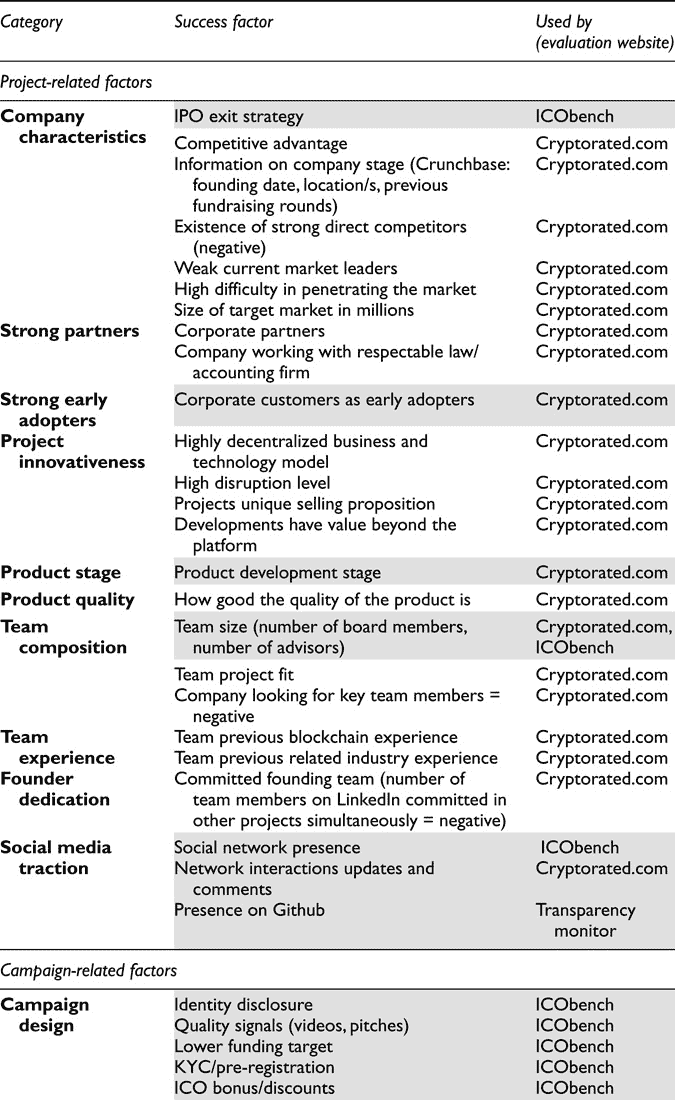 Category Success factor Used by
(evaluation website)
Project-related factors
Company IPO exit strategy ICObench
characteristics Competitive advantage Cryptorated.com
Information on company stage (Crunchbase: Cryptorated.com
founding date, location/s, previous
fundraising rounds)
Existence of strong direct competitors Cryptorated.com
(negative)
Weak current market leaders Cryptorated.com
High difficulty in penetrating the market Cryptorated.com
Size of target market in millions Cryptorated.com
Strong partners Corporate partners Cryptorated.com
Company working with respectable law/ Cryptorated.com
accounting firm
Strong early Corporate customers as early adopters Cryptorated.com
adopters
Project Highly decentralized business and Cryptorated.com
innovativeness technology model
High disruption level Cryptorated.com
Projects unique selling proposition Cryptorated.com
Developments have value beyond the Cryptorated.com
platform
Product stage Product development stage Cryptorated.com
Product quality How good the quality of the product is Cryptorated.com
Team Team size (number of board members, Cryptorated.com,
composition number of advisors) ICObench
Team project fit Cryptorated.com
Company looking for key team members = Cryptorated.com
negative
Team Team previous blockchain experience Cryptorated.com
experience Team previous related industry experience Cryptorated.com
Founder Committed founding team (number of Cryptorated.com
dedication team members on LinkedIn committed in
other projects simultaneously = negative)
Social media Social network presence ICObench
traction Network interactions updates and Cryptorated.com
comments
Presence on Github Transparency
monitor
Campaign-related factors
Campaign Identity disclosure ICObench
design Quality signals (videos, pitches) ICObench
Lower funding target ICObench
KYC/pre-registration ICObench
ICO bonus/discounts ICObench